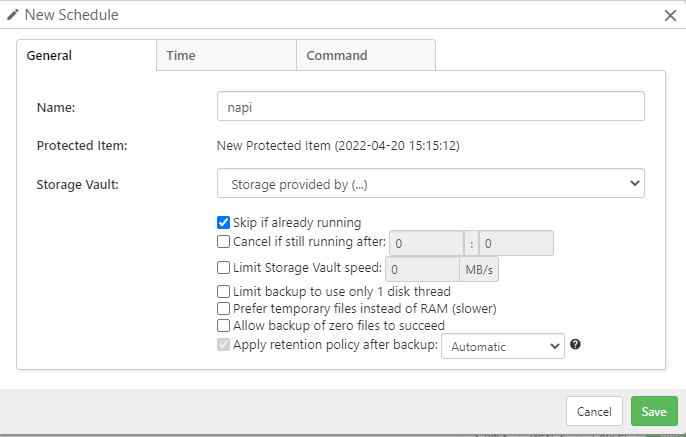 New Schedule
General Time Command
Name: napi
Protected Item: New Protected Item (2022-04-20 15:15:12)
Storage Vault: Storage provided by (...)
Skip if already running
Cancel if still running after: 0 : 0
Limit Storage Vault speed: 0 MB/s
Limit backup to use only 1 disk thread
Prefer temporary files instead of RAM (slower)
Allow backup of zero files to succeed
Apply retention policy after backup: Automatic ?
Cancel Save